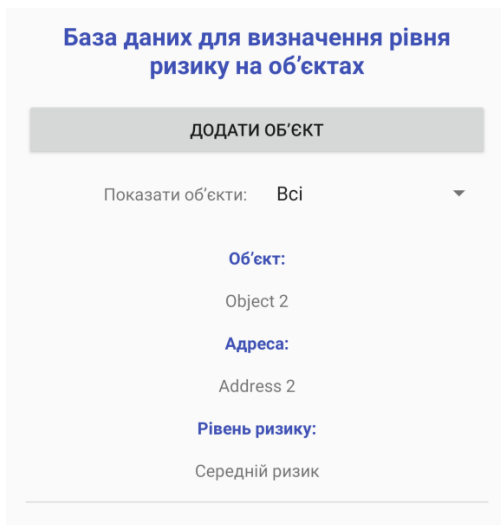 База даних для визначення рівня
ризику на об’єктах
ДОДАТИ ОБ’ЄКТ
Показати об’єкти: Всі
Об’єкт:
Object 2
Адреса:
Address 2
Рівень ризику:
Середній ризик